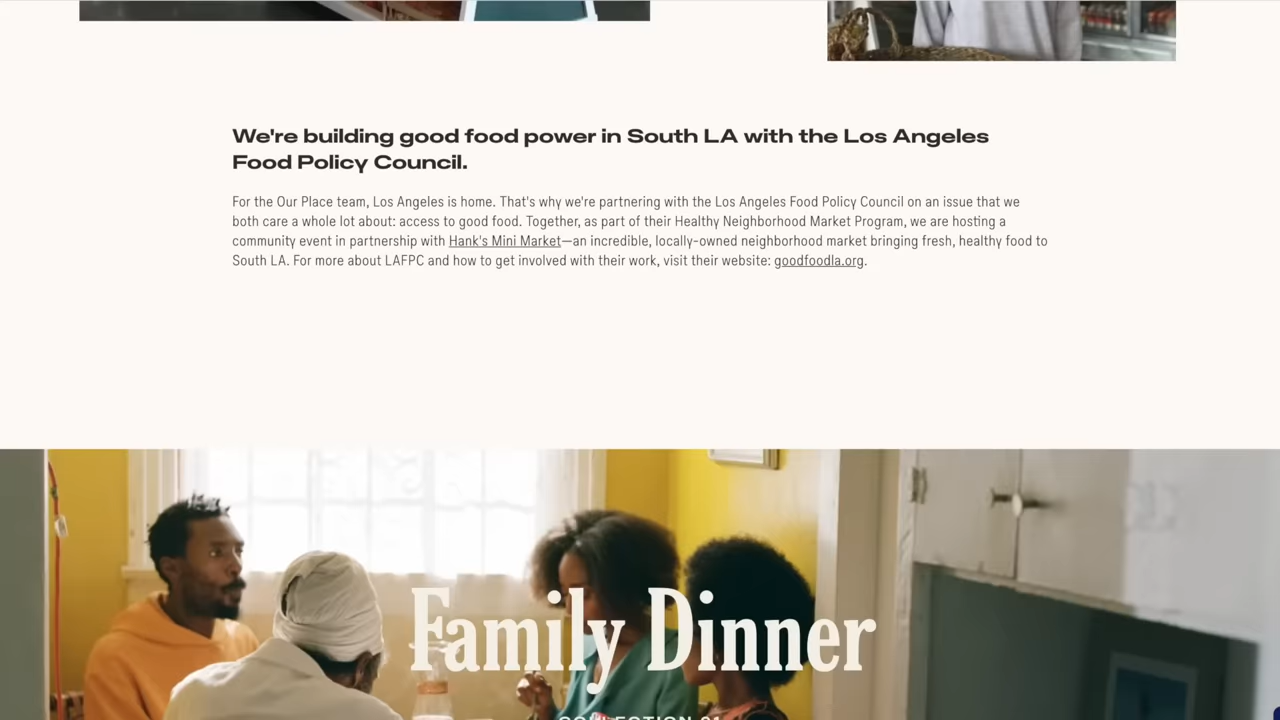 We're building good food power in South LA with the Los Angeles
Food Policy Council.
For the Our Place team, Los Angeles is home. That's why we're partnering with the Los Angeles Food Policy Council on an issue that we
both care a whole lot about: access to good food. Together, as part of their Healthy Neighborhood Market Program, we are hosting a
community event in partnership with Hank's Mini Market—an incredible, locally-owned neighborhood market bringing fresh, healthy food to
South LA. For more about LAFPC and how to get involved with their work, visit their website: goodfoodla.org.
Family Dinner
COLLECTION 01